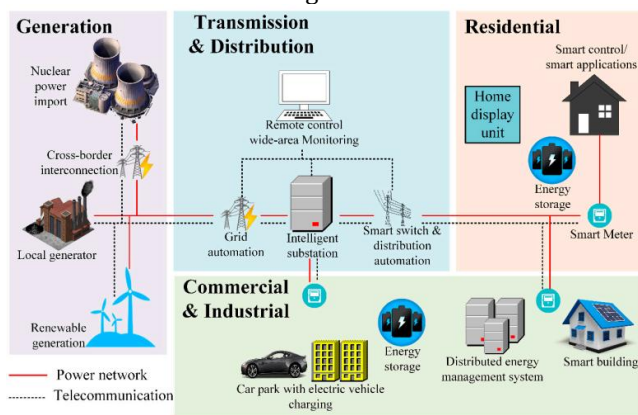 Generation
Nuclear
power
import
Cross-border
interconnection
Local generator
Renewable
generation
Power network
Telecommunication
Transmission
& Distribution
Remote control
wide-area Monitoring
Grid
automation
Intelligent
substation
Smart switch &
distribution
automation
Residential
Smart control/
smart applications
Home
display
unit
Energy
storage
Smart Meter
Commercial
& Industrial
Car park with electric vehicle
charging
Energy
storage
Distributed energy
management system
Smart building